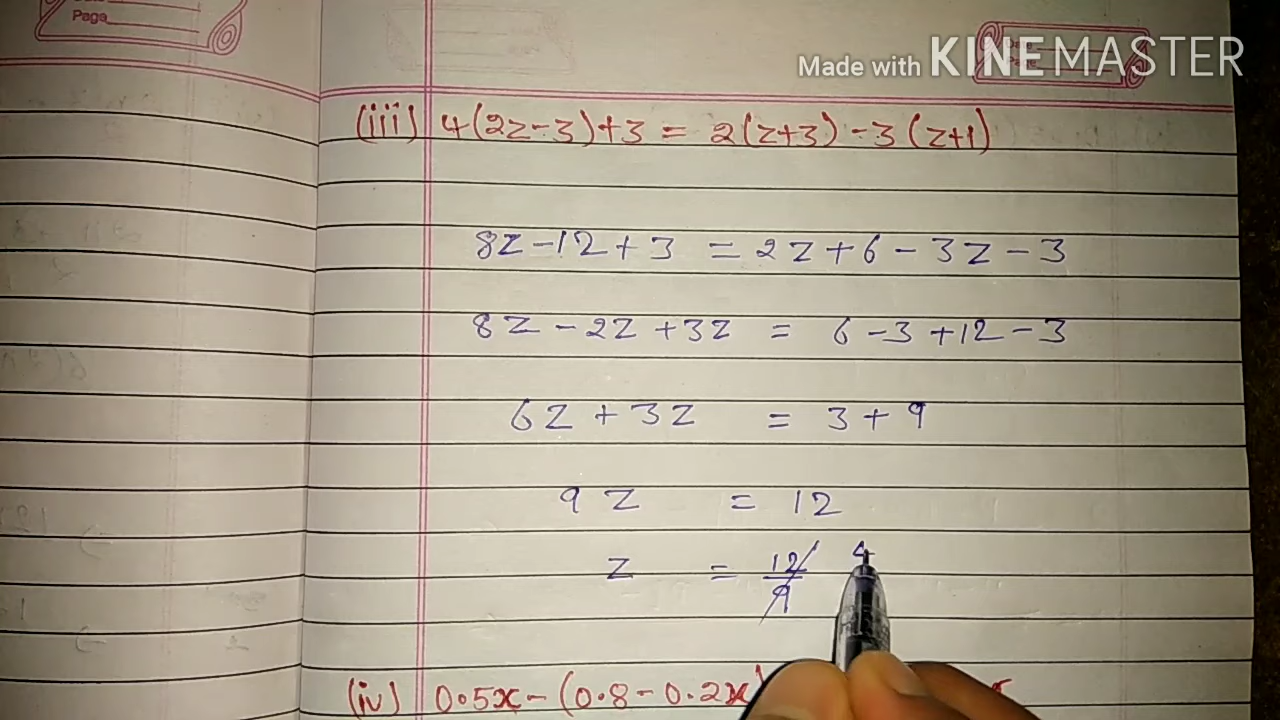 Page
Made with KINEMASTER
(iii) 4(2z-3)+3 = 2(z+3) -3(z+1)
8z-12+3 = 2z+6-3z-3
8z-2z+3z = 6-3+12-3
6z+3z = 3+9
9z = 12
z = 12/9 4
(iv) 0.5x-(0.8-0.2x)